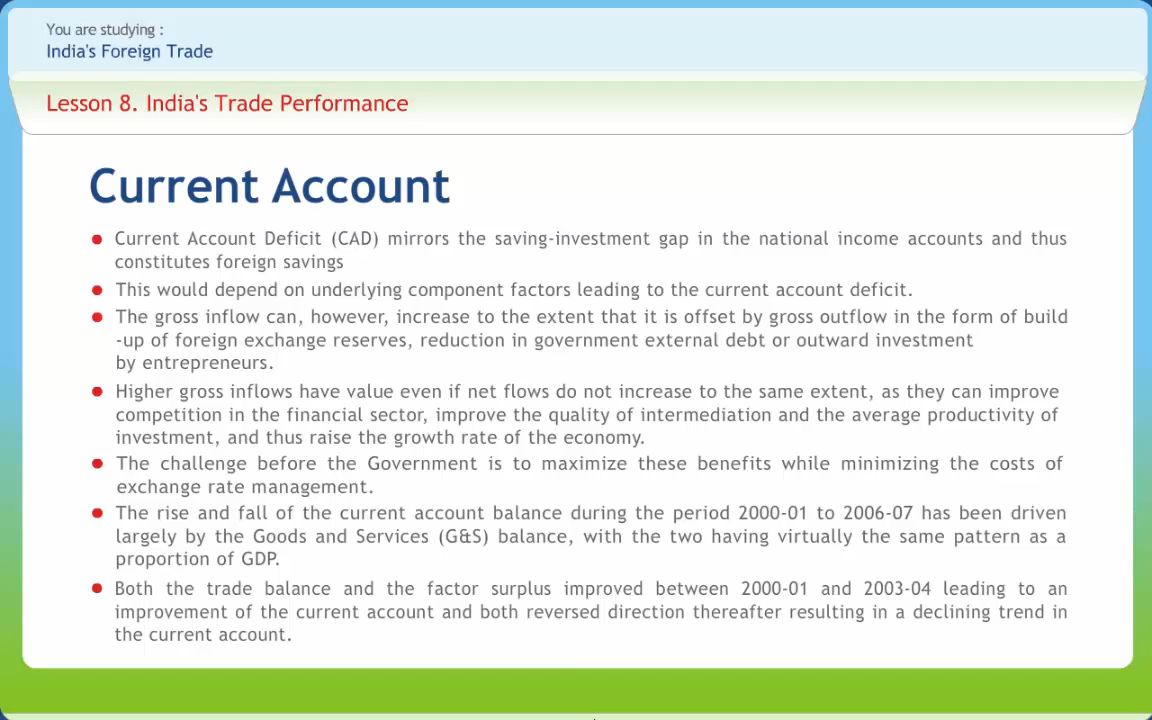 You are studying :
India's Foreign Trade
Lesson 8. India's Trade Performance
Current Account
Current Account Deficit (CAD) mirrors the saving-investment gap in the national income accounts and thus
constitutes foreign savings
This would depend on underlying component factors leading to the current account deficit.
The gross inflow can, however, increase to the extent that it is offset by gross outflow in the form of build
-up of foreign exchange reserves, reduction in government external debt or outward investment
by entrepreneurs.
Higher gross inflows have value even if net flows do not increase to the same extent, as they can improve
competition in the financial sector, improve the quality of intermediation and the average productivity of
investment, and thus raise the growth rate of the economy.
The challenge before the Government is to maximize these benefits while minimizing the costs of
exchange rate management.
The rise and fall of the current account balance during the period 2000-01 to 2006-07 has been driven
largely by the Goods and Services (G&S) balance, with the two having virtually the same pattern as a
proportion of GDP.
Both the trade balance and the factor surplus improved between 2000-01 and 2003-04 leading to an
improvement of the current account and both reversed direction thereafter resulting in a declining trend in
the current account.